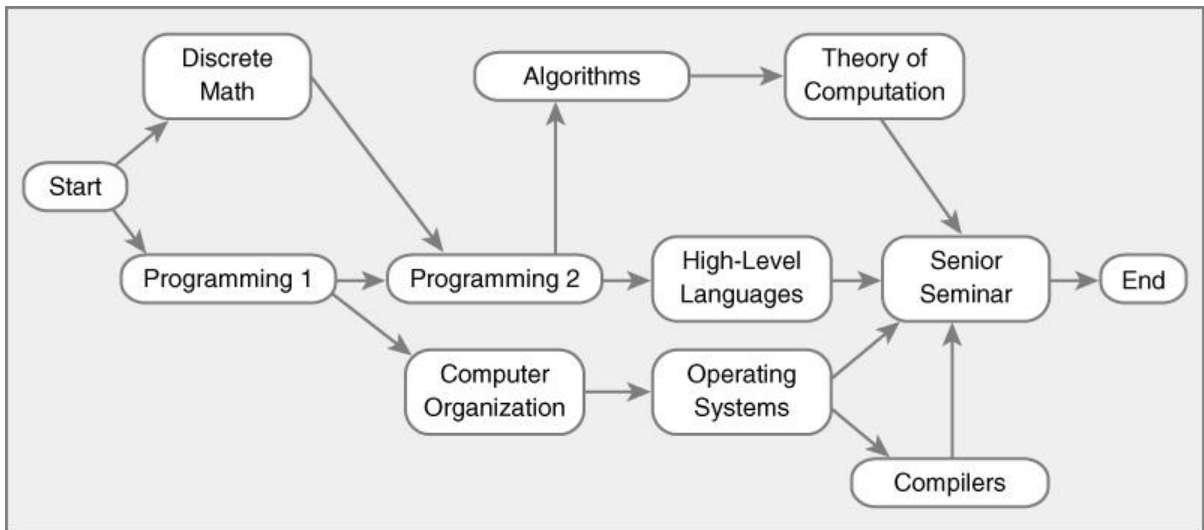 Discrete
Math
Algorithms
Theory of
Computation
Start
Programming 1
Programming 2
High-Level
Languages
Senior
Seminar
End
Computer
Organization
Operating
Systems
Compilers